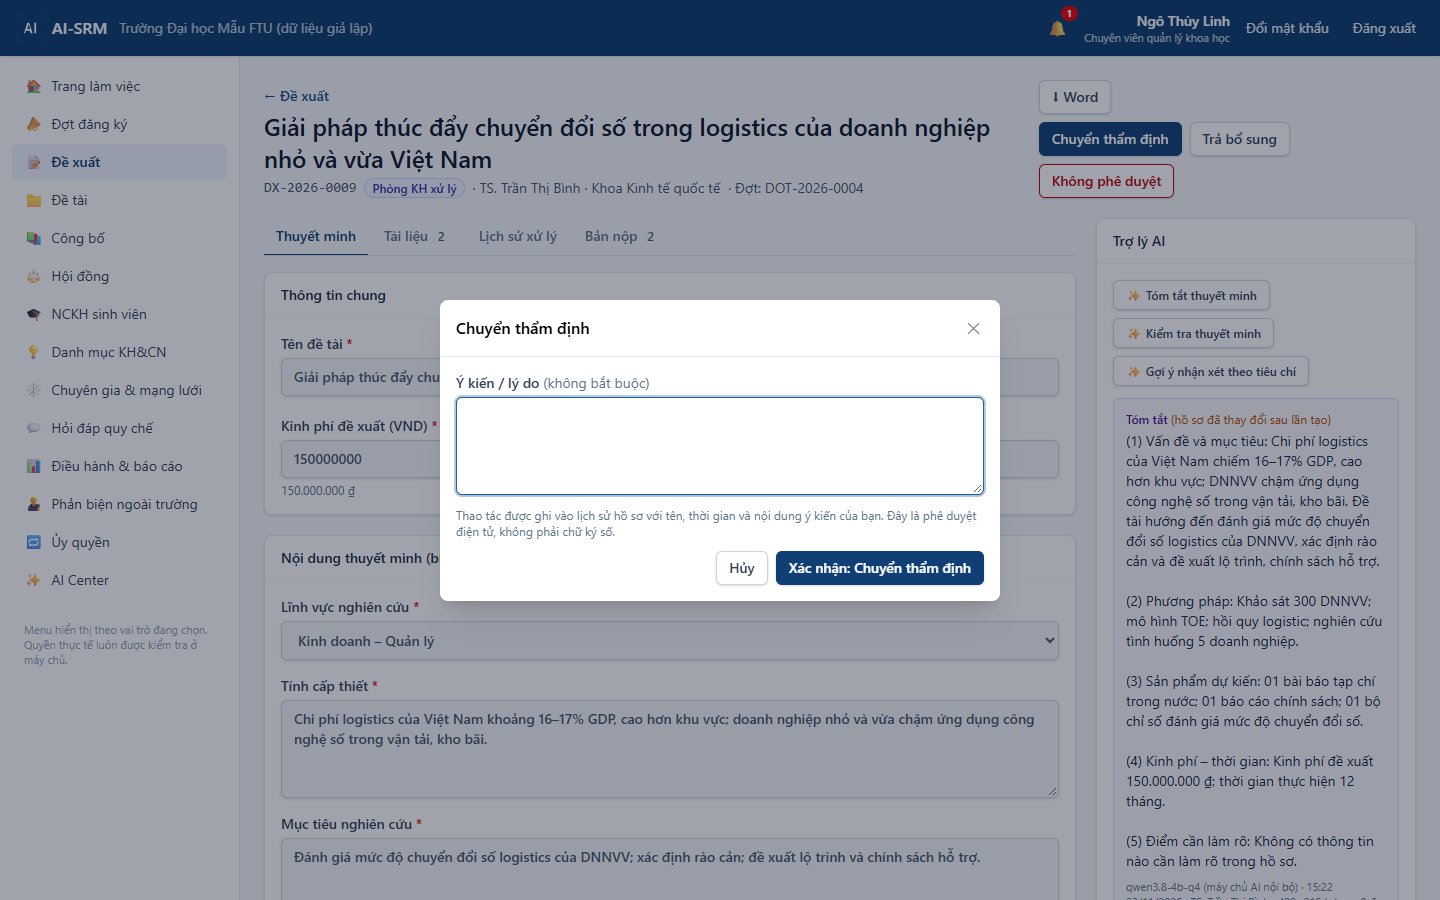 AI AI-SRM Trường Đại học Mẫu FTU (dữ liệu giả lập)
1
Ngô Thùy Linh
Chuyên viên quản lý khoa học
Đổi mật khẩu
Đăng xuất
Trang làm việc
Đợt đăng ký
Đề xuất
Đề tài
Công bố
Hội đồng
NCKH sinh viên
Danh mục KH&CN
Chuyên gia & mạng lưới
Hỏi đáp quy chế
Điều hành & báo cáo
Phản biện ngoài trường
Ủy quyền
AI Center
Menu hiển thị theo vai trò đang chọn.
Quyền thực tế luôn được kiểm tra ở
máy chủ.
← Đề xuất
Giải pháp thúc đẩy chuyển đổi số trong logistics của doanh nghiệp
nhỏ và vừa Việt Nam
DX-2026-0009 Phòng KH xử lý · TS. Trần Thị Bình · Khoa Kinh tế quốc tế · Đợt: DOT-2026-0004
⬇ Word
Chuyển thẩm định
Trả bổ sung
Không phê duyệt
Thuyết minh
Tài liệu 2
Lịch sử xử lý
Bản nộp 2
Thông tin chung
Tên đề tài *
Giải pháp thúc đẩy chu
Kinh phí đề xuất (VND) *
150000000
150.000.000 ₫
Nội dung thuyết minh (b
Lĩnh vực nghiên cứu *
Kinh doanh – Quản lý
Tính cấp thiết *
Chi phí logistics của Việt Nam khoảng 16–17% GDP, cao hơn khu vực; doanh nghiệp nhỏ và vừa chậm ứng dụng công
nghệ số trong vận tải, kho bãi.
Mục tiêu nghiên cứu *
Đánh giá mức độ chuyển đổi số logistics của DNNVV; xác định rào cản; đề xuất lộ trình và chính sách hỗ trợ.
Chuyển thẩm định
Ý kiến / lý do (không bắt buộc)
Thao tác được ghi vào lịch sử hồ sơ với tên, thời gian và nội dung ý kiến của bạn. Đây là phê duyệt
điện tử, không phải chữ ký số.
Hủy
Xác nhận: Chuyển thẩm định
Trợ lý AI
Tóm tắt thuyết minh
Kiểm tra thuyết minh
Gợi ý nhận xét theo tiêu chí
Tóm tắt (hồ sơ đã thay đổi sau lần tạo)
(1) Vấn đề và mục tiêu: Chi phí logistics
của Việt Nam chiếm 16–17% GDP, cao
hơn khu vực; DNNVV chậm ứng dụng
công nghệ số trong vận tải, kho bãi. Đề
tài hướng đến đánh giá mức độ chuyển
đổi số logistics của DNNVV, xác định rào
cản và đề xuất lộ trình, chính sách hỗ trợ.
(2) Phương pháp: Khảo sát 300 DNNVV;
mô hình TOE; hồi quy logistic; nghiên cứu
tình huống 5 doanh nghiệp.
(3) Sản phẩm dự kiến: 01 bài báo tạp chí
trong nước; 01 báo cáo chính sách; 01 bộ
chỉ số đánh giá mức độ chuyển đổi số.
(4) Kinh phí – thời gian: Kinh phí đề xuất
150.000.000 ₫; thời gian thực hiện 12
tháng.
(5) Điểm cần làm rõ: Không có thông tin
nào cần làm rõ trong hồ sơ.
qwen3.8-4b-q4 (máy chủ AI nội bộ) · 15:22